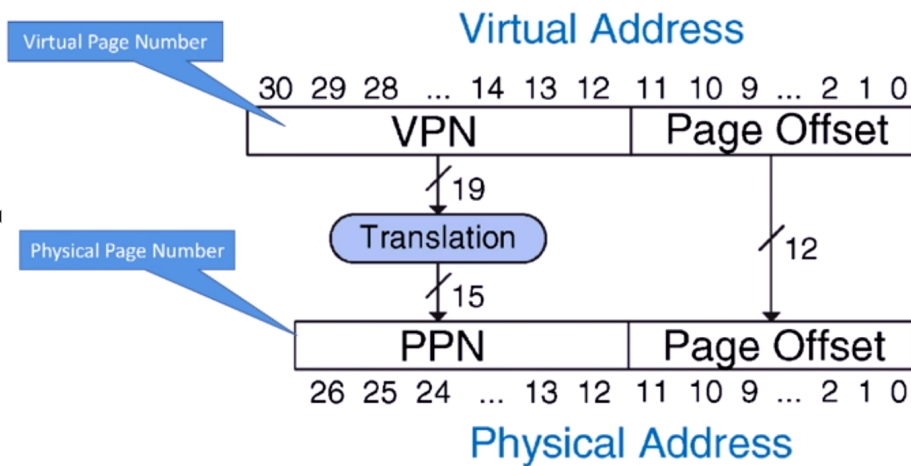 Virtual Address
Virtual Page Number
30 29 28 ... 14 13 12 11 10 9 ... 2 1 0
VPN Page Offset
19
Translation
12
Physical Page Number
15
PPN Page Offset
26 25 24 ... 13 12 11 10 9 ... 2 1 0
Physical Address